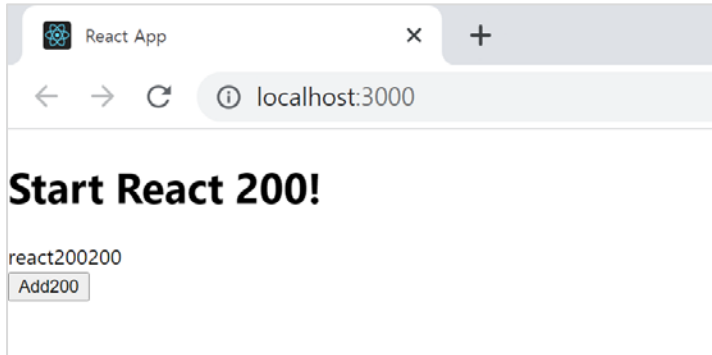 React App
localhost:3000
Start React 200!
react200200
Add200